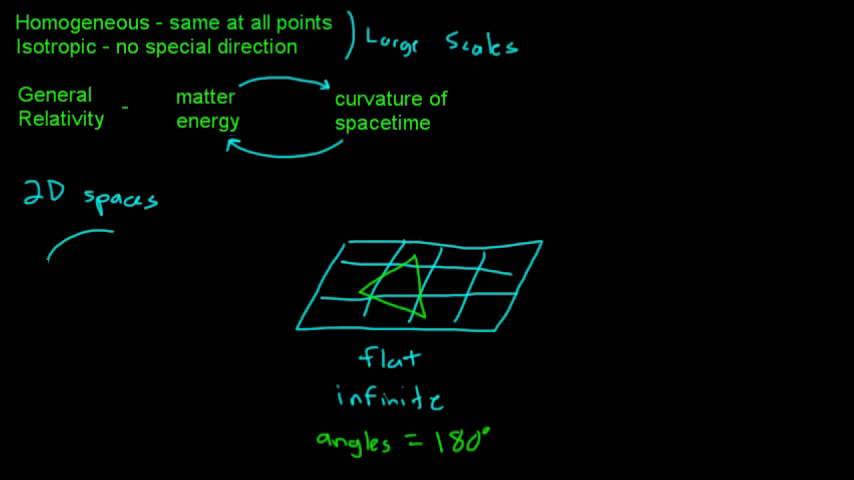 Homogeneous - same at all points
Isotropic - no special direction
Large Scales
General Relativity -
matter energy
curvature of spacetime
2D spaces
flat
infinite
angles = 180°